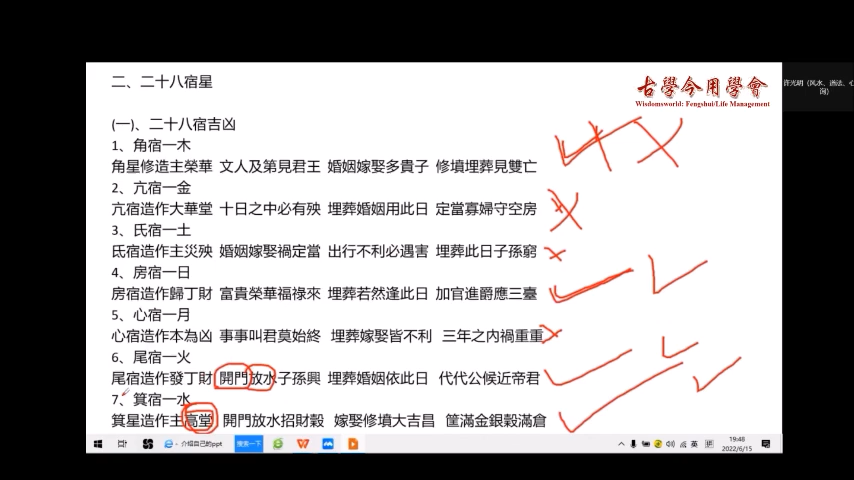 二、二十八宿星
古學今用學會
Wisdomsworld: Fengshui/Life Management
(一)、二十八宿吉凶
1、角宿一木
角星修造主榮華 文人及第見君王 婚姻嫁娶多貴子 修墳埋葬見雙亡
2、亢宿一金
亢宿造作大華堂 十日之中必有殃 埋葬婚姻用此日 定當寡婦守空房
3、氐宿一土
氐宿造作主災殃 婚姻嫁娶禍定當 出行不利必遇害 埋葬此日子孫窮
4、房宿一日
房宿造作歸丁財 富貴榮華福祿來 埋葬若然逢此日 加官進爵應三臺
5、心宿一月
心宿造作本為凶 事事叫君莫始終 埋葬嫁娶皆不利 三年之內禍重重
6、尾宿一火
尾宿造作發丁財 開門放水子孫興 埋葬婚姻依此日 代代公候近帝君
7、箕宿一水
箕星造作主高堂 開門放水招財穀 嫁娶修墳大吉昌 筐滿金銀穀滿倉
介绍自己的ppt
搜索一下
英
19:48
2022/6/15